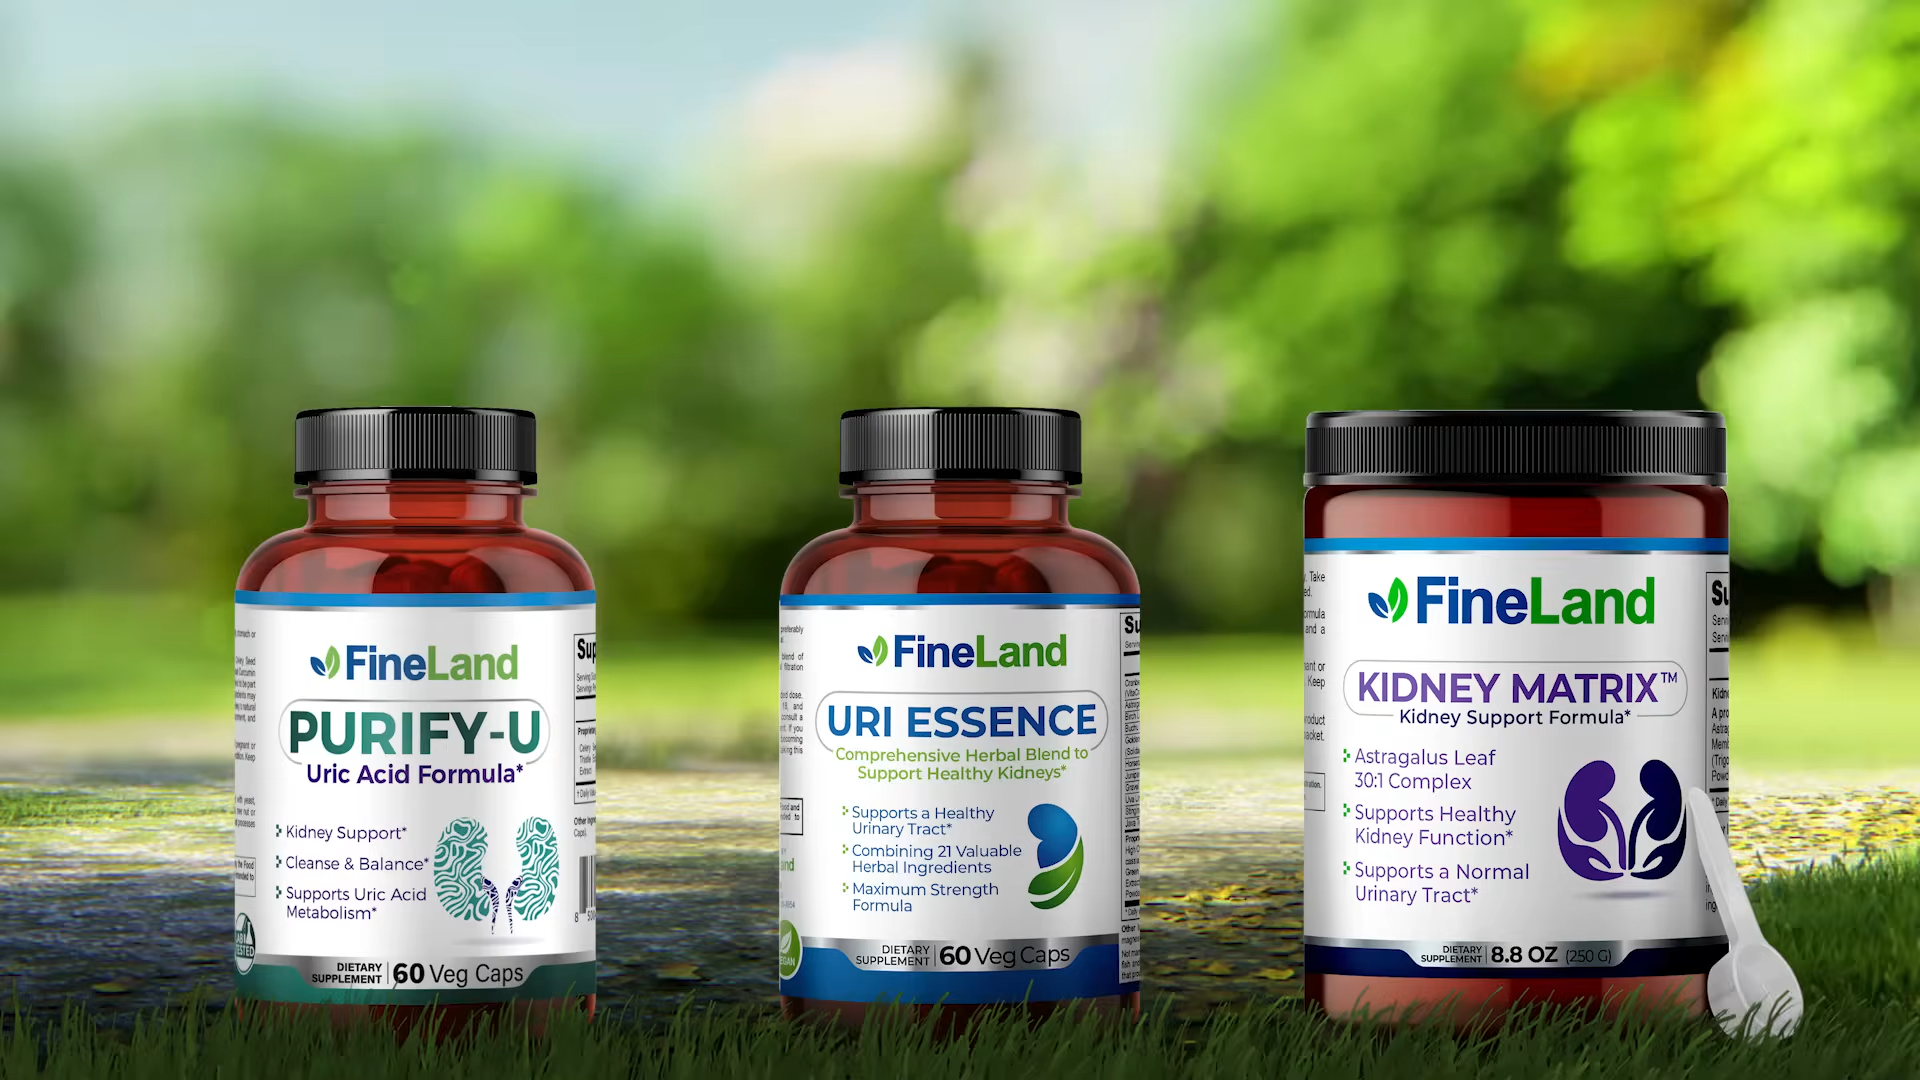 FineLand
PURIFY-U
Uric Acid Formula*
Kidney Support*
Cleanse & Balance*
Supports Uric Acid
Metabolism*
DIETARY
SUPPLEMENT
60 Veg Caps
FineLand
URI ESSENCE
Comprehensive Herbal Blend to
Support Healthy Kidneys*
Supports a Healthy
Urinary Tract*
Combining 21 Valuable
Herbal Ingredients
Maximum Strength
Formula
DIETARY
SUPPLEMENT
60 Veg Caps
FineLand
KIDNEY MATRIX™
Kidney Support Formula*
Astragalus Leaf
30:1 Complex
Supports Healthy
Kidney Function*
Supports a Normal
Urinary Tract*
DIETARY
SUPPLEMENT
8.8 OZ (250 G)